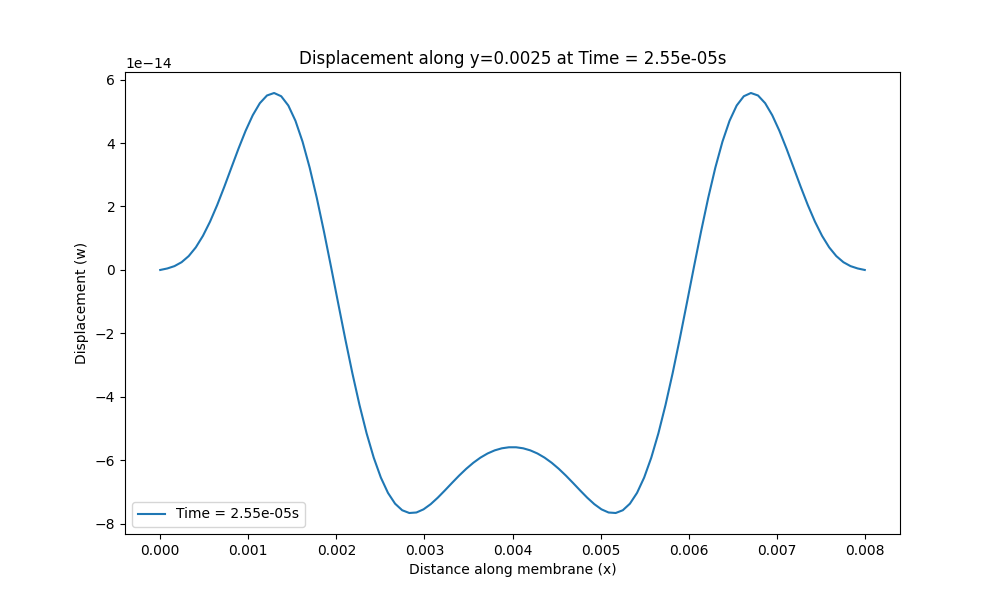 Displacement along y=0.0025 at Time = 2.55e-05s
1e−14
6
4
2
0
−2
−4
−6
−8
Displacement (w)
Time = 2.55e-05s
0.000 0.001 0.002 0.003 0.004 0.005 0.006 0.007 0.008
Distance along membrane (x)